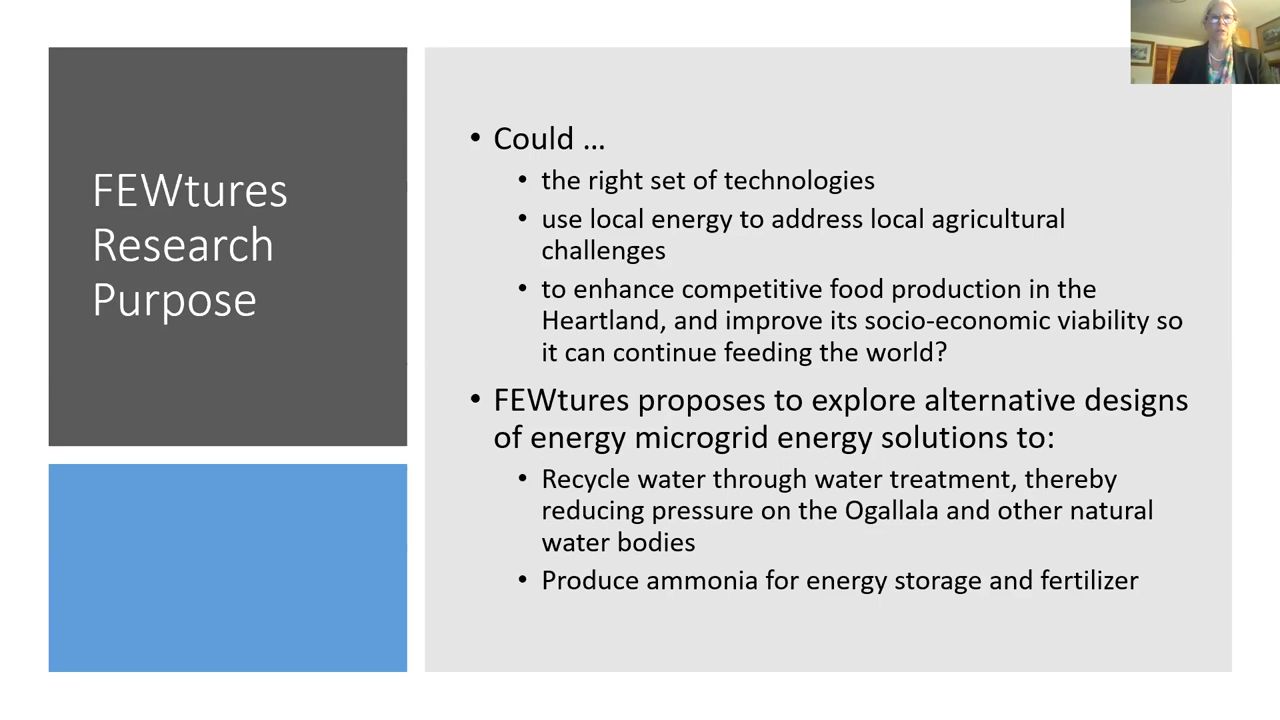 FEWtures
Research
Purpose
• Could …
• the right set of technologies
• use local energy to address local agricultural
challenges
• to enhance competitive food production in the
Heartland, and improve its socio-economic viability so
it can continue feeding the world?
• FEWtures proposes to explore alternative designs
of energy microgrid energy solutions to:
• Recycle water through water treatment, thereby
reducing pressure on the Ogallala and other natural
water bodies
• Produce ammonia for energy storage and fertilizer